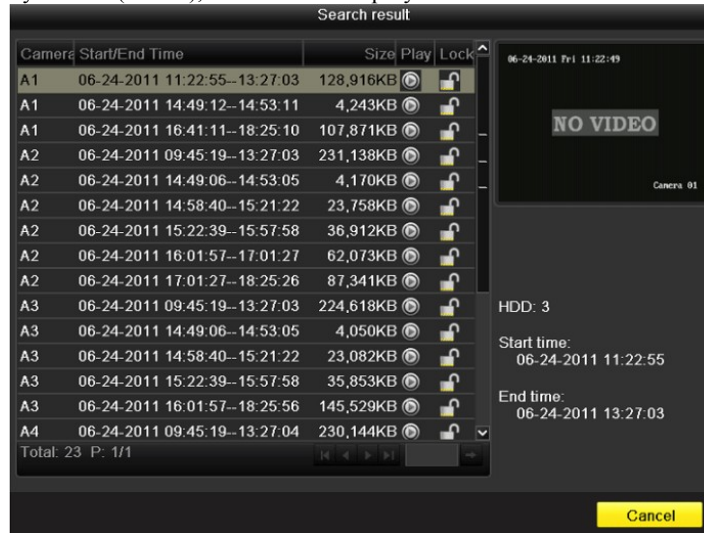 Search result
Camera Start/End Time Size Play Lock
A1 06-24-2011 11:22:55--13:27:03 128,916KB
A1 06-24-2011 14:49:12--14:53:11 4,243KB
A1 06-24-2011 16:41:11--18:25:10 107,871KB
A2 06-24-2011 09:45:19--13:27:03 231,138KB
A2 06-24-2011 14:49:06--14:53:05 4,170KB
A2 06-24-2011 14:58:40--15:21:22 23,758KB
A2 06-24-2011 15:22:39--15:57:58 36,912KB
A2 06-24-2011 16:01:57--17:01:27 62,073KB
A2 06-24-2011 17:01:27--18:25:26 87,341KB
A3 06-24-2011 09:45:19--13:27:03 224,618KB
A3 06-24-2011 14:49:06--14:53:05 4,050KB
A3 06-24-2011 14:58:40--15:21:22 23,082KB
A3 06-24-2011 15:22:39--15:57:58 35,853KB
A3 06-24-2011 16:01:57--18:25:56 145,529KB
A4 06-24-2011 09:45:19--13:27:04 230,144KB
Total: 23 P: 1/1
06-24-2011 Fri 11:22:49
NO VIDEO
Camera 01
HDD: 3
Start time:
06-24-2011 11:22:55
End time:
06-24-2011 13:27:03
Cancel